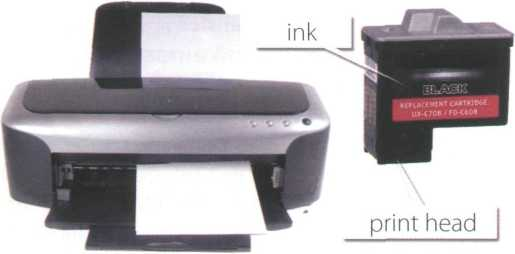 ink
BLACK
REPLACEMENT CARTRIDGE
UX-C70B / FO-C60B
print head